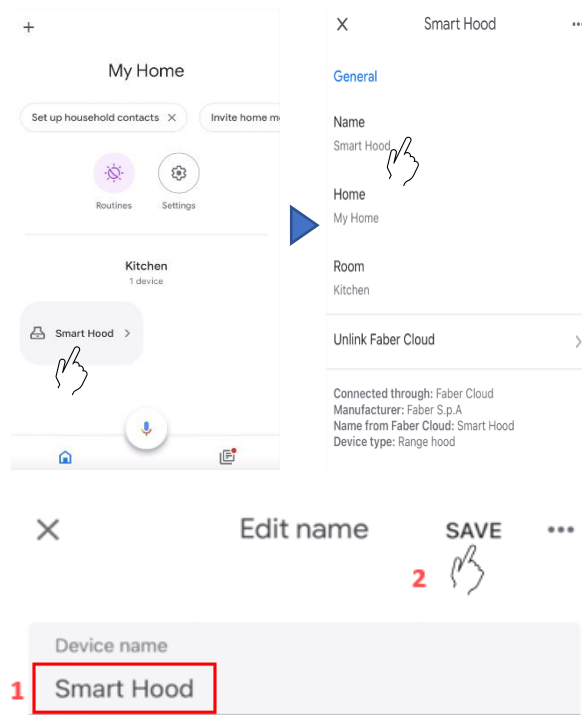 My Home
Set up household contacts
Invite home m
Routines
Settings
Kitchen
1 device
Smart Hood
Smart Hood
General
Name
Smart Hood
Home
My Home
Room
Kitchen
Unlink Faber Cloud
Connected through: Faber Cloud
Manufacturer: Faber S.p.A
Name from Faber Cloud: Smart Hood
Device type: Range hood
Edit name
SAVE
2
Device name
1
Smart Hood